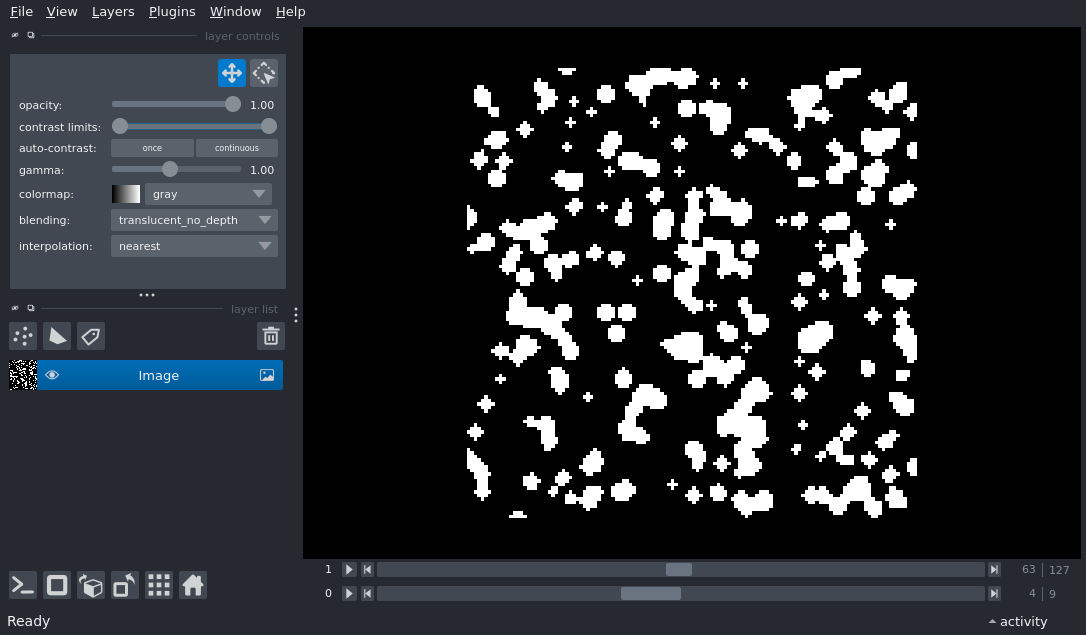 File View Layers Plugins Window Help
layer controls
opacity: 1.00
contrast limits:
auto-contrast: once continuous
gamma: 1.00
colormap: gray
blending: translucent_no_depth
interpolation: nearest
layer list
Image
1 63 127
0 4 9
Ready activity